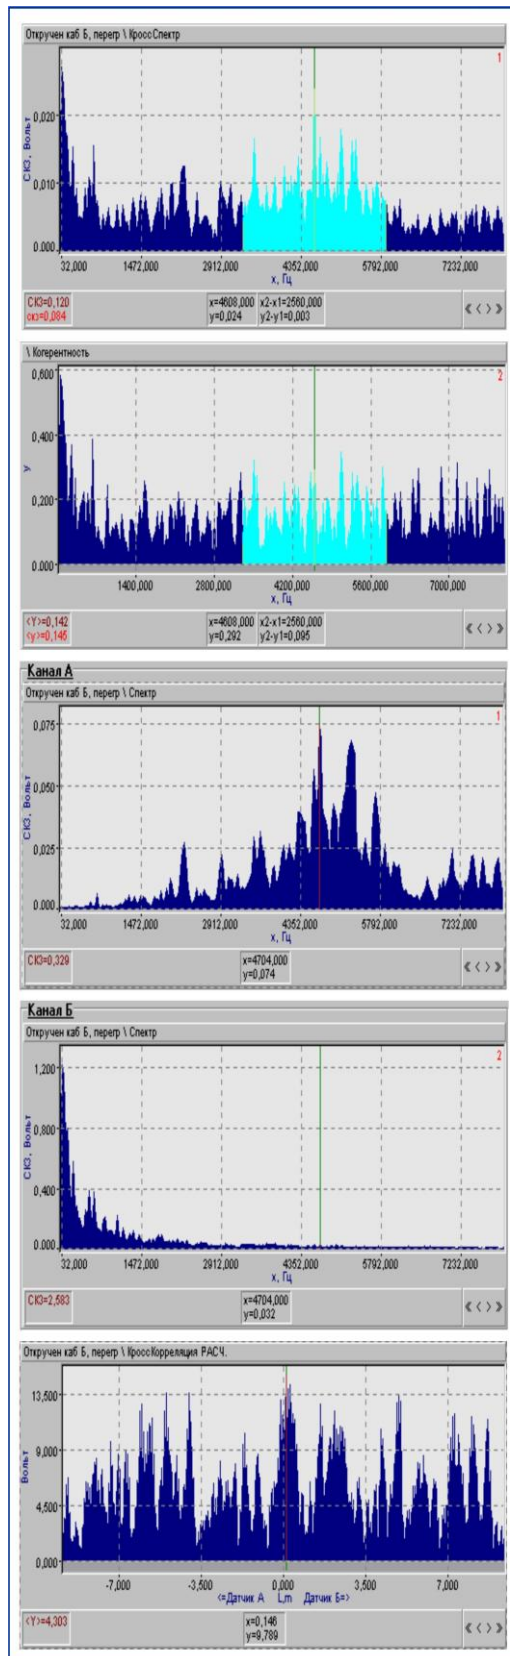 Откручен каб Б, перегр \ КроссСпектр
1
СКЗ, Вольт
0,020
0,010
0.000
32,000 1472,000 2912,000 4352,000 5792,000 7232,000
x, Гц
СКЗ=0,120
скз=0,084
x=4608,000
y=0,024
x2-x1=2560,000
y2-y1=0,003
\ Когерентность
2
y
0,600
0,400
0,200
0.000
1400,000 2800,000 4200,000 5600,000 7000,000
x, Гц
<Y>=0,142
<y>=0,145
x=4608,000
y=0,292
x2-x1=2560,000
y2-y1=0,095
Канал А
Откручен каб Б, перегр \ Спектр
1
СКЗ, Вольт
0,075
0,050
0,025
0.000
32,000 1472,000 2912,000 4352,000 5792,000 7232,000
x, Гц
СКЗ=0,329
x=4704,000
y=0,074
Канал Б
Откручен каб Б, перегр \ Спектр
2
СКЗ, Вольт
1,200
0,800
0,400
0.000
32,000 1472,000 2912,000 4352,000 5792,000 7232,000
x, Гц
СКЗ=2,583
x=4704,000
y=0,032
Откручен каб Б, перегр \ КроссКорреляция РАСЧ.
Вольт
13,500
9,000
4,500
0,000
-7,000 -3,500 0,000 3,500 7,000
<=Датчик А L,m Датчик Б=>
<Y>=4,303
x=0,146
y=9,789